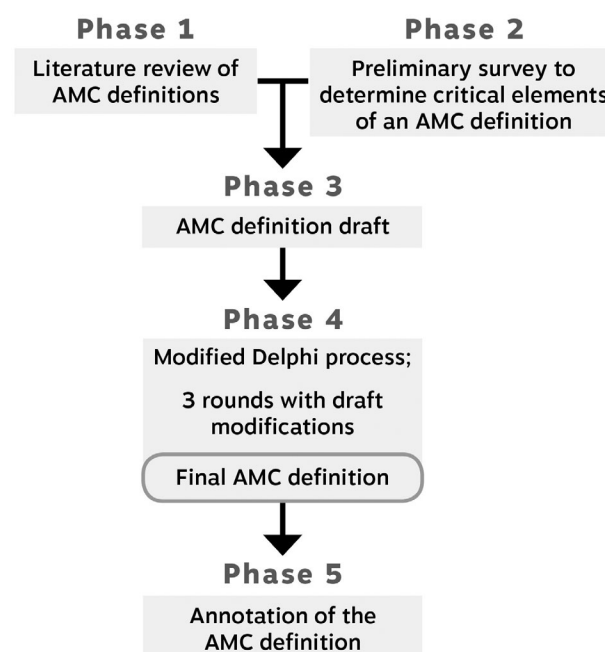 Phase 1
Literature review of
AMC definitions
Phase 2
Preliminary survey to
determine critical elements
of an AMC definition
Phase 3
AMC definition draft
Phase 4
Modified Delphi process;
3 rounds with draft
modifications
Final AMC definition
Phase 5
Annotation of the
AMC definition